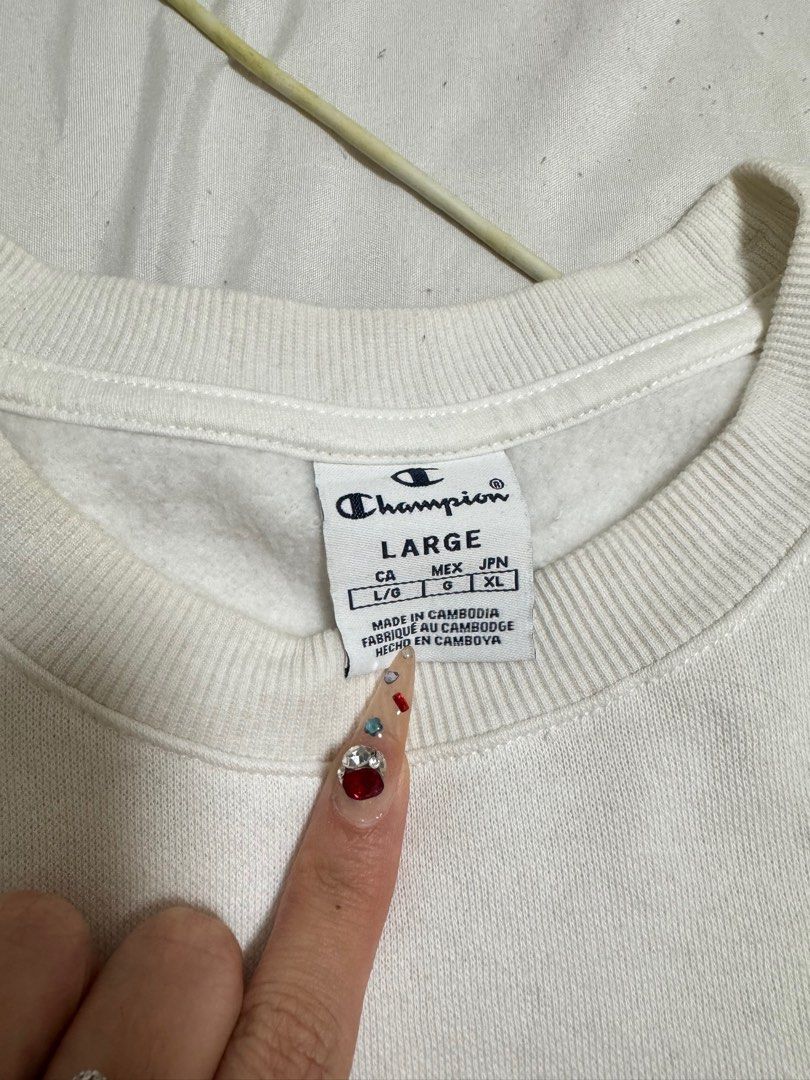 Champion®
LARGE
CA MEX JPN
L/G G XL
MADE IN CAMBODIA
FABRIQUÉ AU CAMBODGE
HECHO EN CAMBOYA